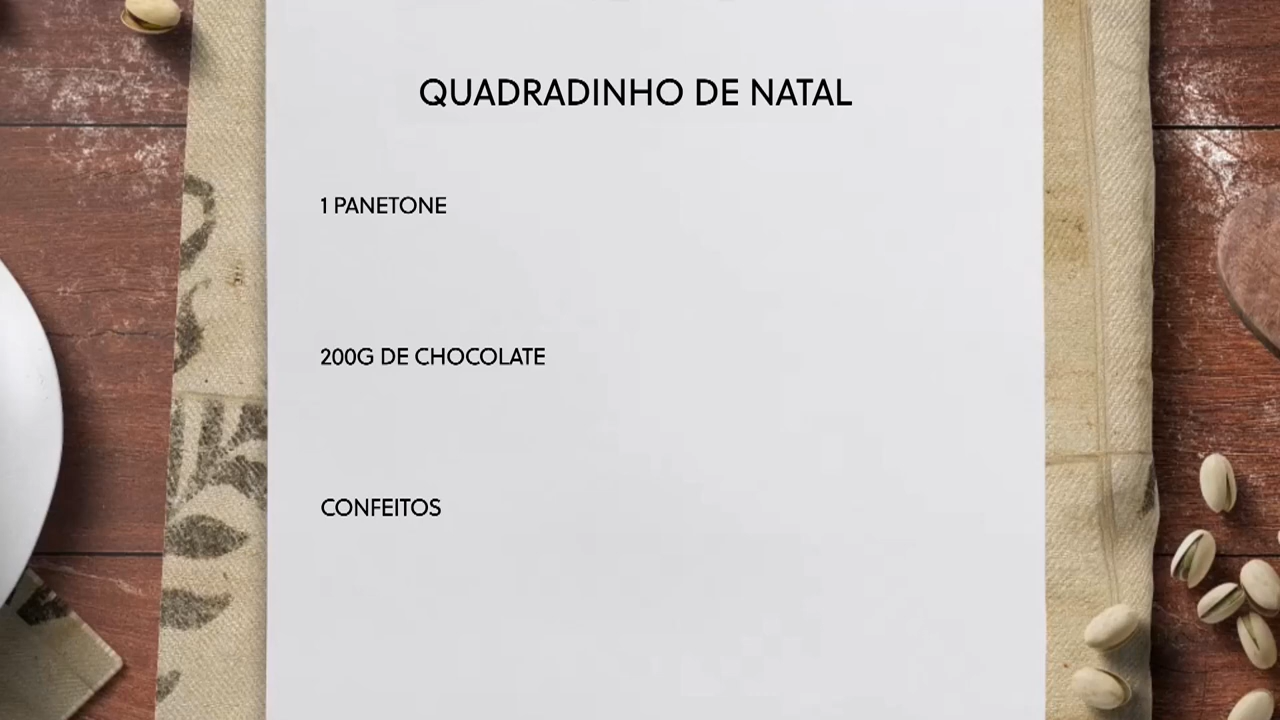 QUADRADINHO DE NATAL
1 PANETONE
200G DE CHOCOLATE
CONFEITOS